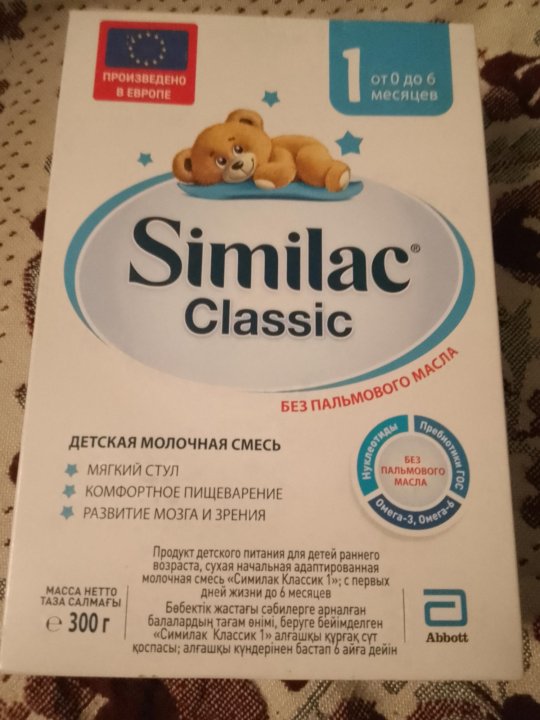 ПРОИЗВЕДЕНО
В ЕВРОПЕ
1
от 0 до 6
месяцев
Similac®
Classic
БЕЗ ПАЛЬМОВОГО МАСЛА
ДЕТСКАЯ МОЛОЧНАЯ СМЕСЬ
МЯГКИЙ СТУЛ
КОМФОРТНОЕ ПИЩЕВАРЕНИЕ
РАЗВИТИЕ МОЗГА И ЗРЕНИЯ
Нуклеотиды
Пребиотики ГОС
Омега-3, Омега-6
БЕЗ
ПАЛЬМОВОГО
МАСЛА
Продукт детского питания для детей раннего
возраста, сухая начальная адаптированная
молочная смесь «Симилак Классик 1»; с первых
дней жизни до 6 месяцев
Бөбектік жастағы сәбилерге арналған
балалардың тағам өнімі, беруге бейімделген
«Симилак Классик 1» алғашқы құрғақ сүт
қоспасы; алғашқы күндерінен бастап 6 айға дейін
МАССА НЕТТО
ТАЗА САЛМАҒЫ
℮ 300 г
Abbott